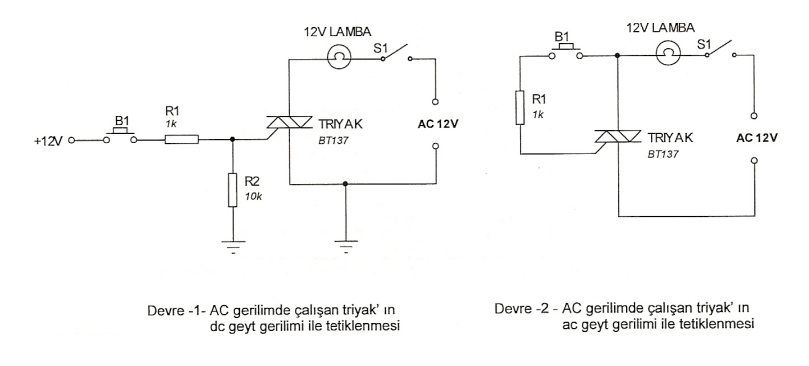 12V LAMBA
S1
B1
R1
1k
+12V
TRIYAK
BT137
AC 12V
R2
10k
Devre -1- AC gerilimde çalışan triyak' ın
dc geyt gerilimi ile tetiklenmesi
12V LAMBA
B1
S1
R1
1k
TRIYAK
BT137
AC 12V
Devre -2 - AC gerilimde çalışan triyak' ın
ac geyt gerilimi ile tetiklenmesi